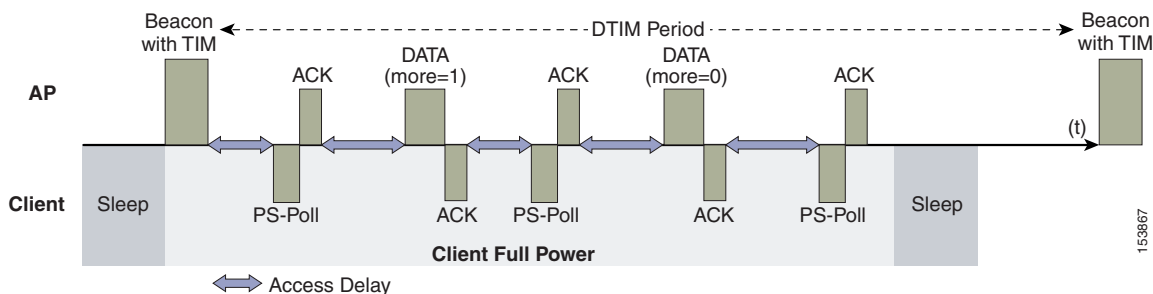 Beacon
with TIM
DTIM Period
Beacon
with TIM
DATA
(more=1)
DATA
(more=0)
ACK
ACK
ACK
AP
(t)
Client
Sleep
PS-Poll
ACK
PS-Poll
ACK
PS-Poll
Sleep
Client Full Power
Access Delay
153867